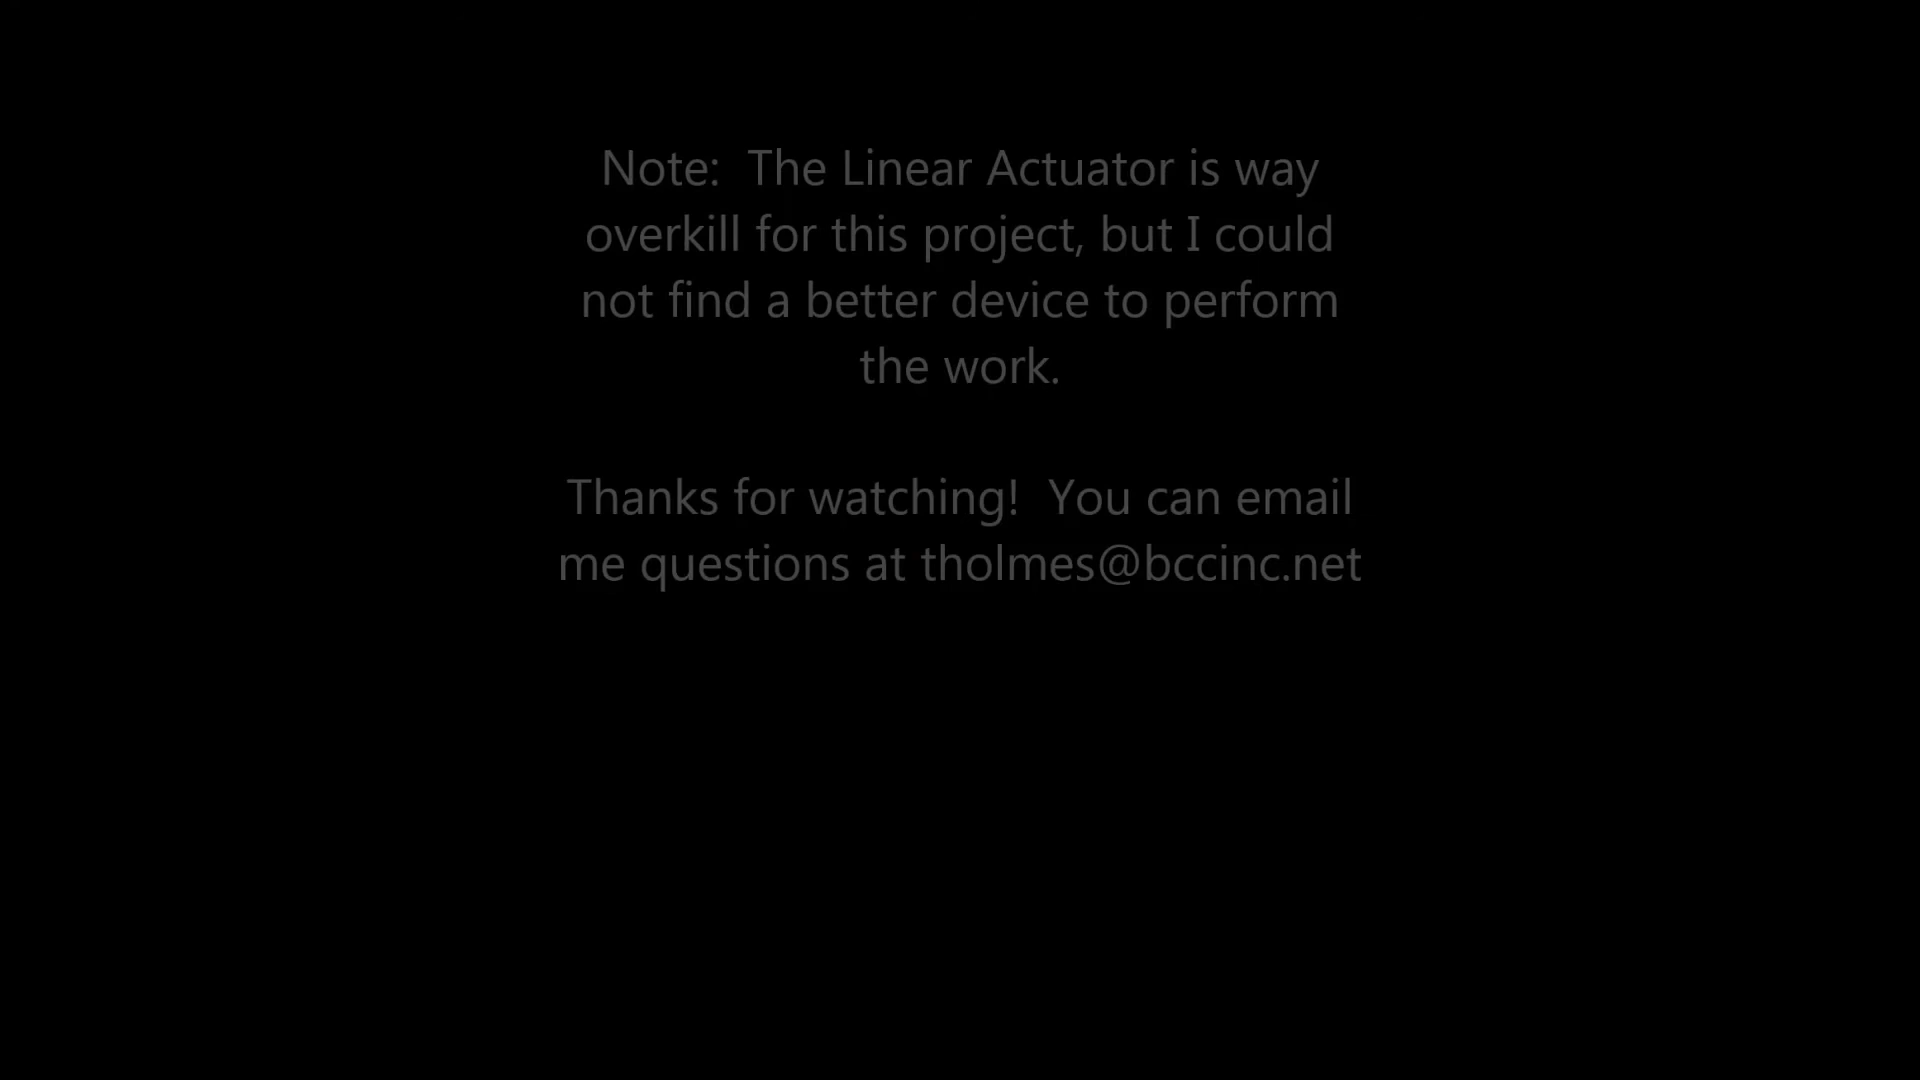 Note:  The Linear Actuator is way
overkill for this project, but I could
not find a better device to perform
the work.
Thanks for watching!  You can email
me questions at tholmes@bccinc.net